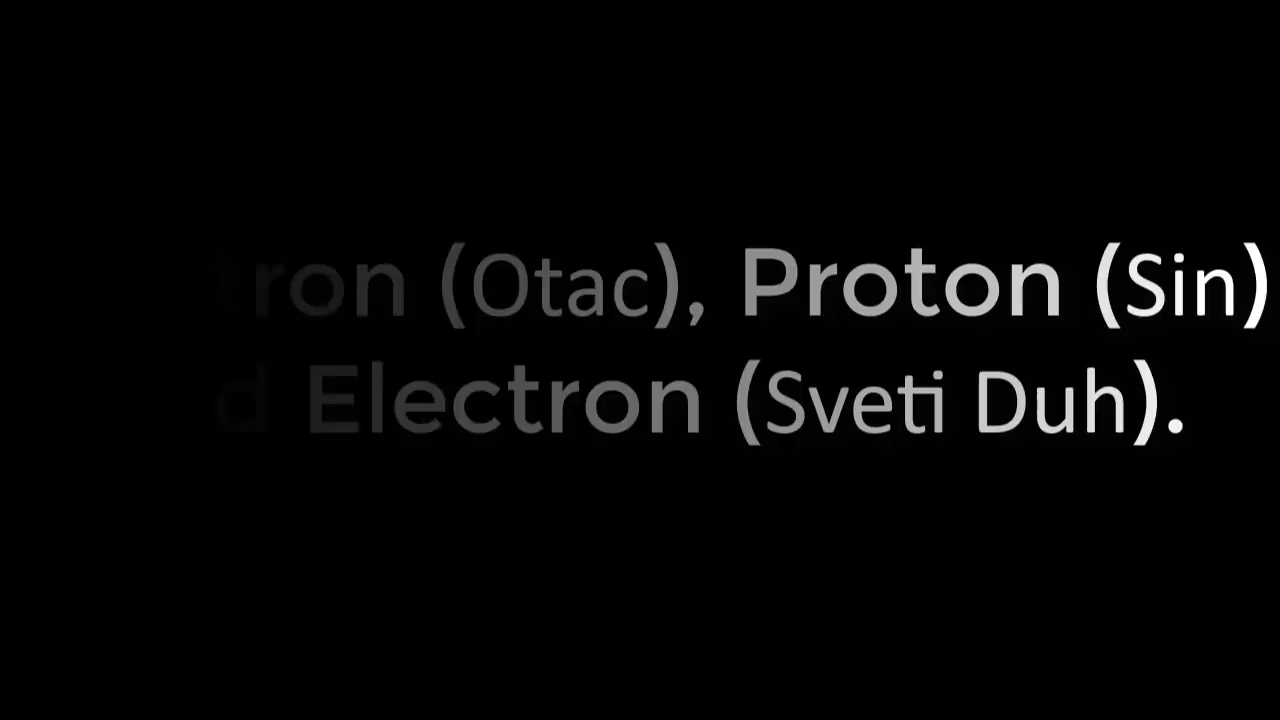 tron (Otac), Proton (Sin)
d Electron (Sveti Duh).